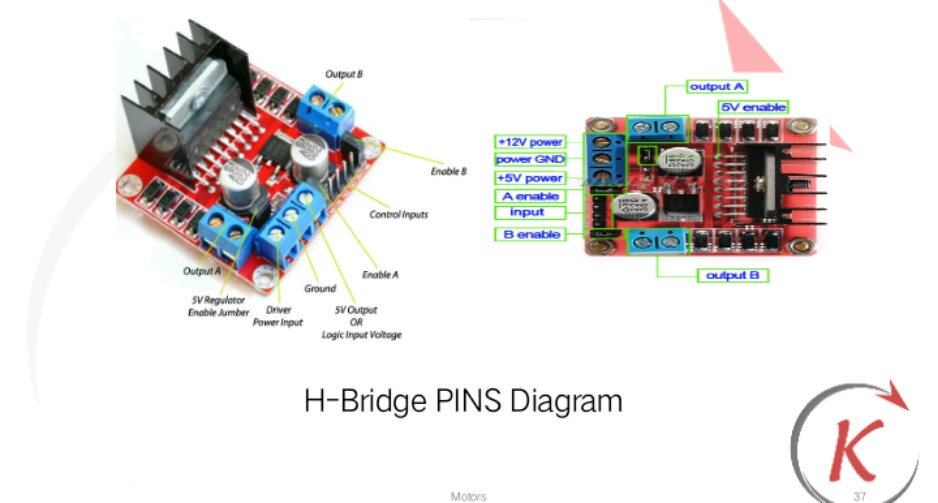 Output B
Enable B
Control Inputs
Enable A
Output A
Ground
5V Regulator
Enable Jumber
Driver
Power Input
5V Output
OR
Logic Input Voltage
output A
5V enable
+12V power
power GND
+5V power
A enable
input
B enable
output B
H-Bridge PINS Diagram
K
Motors
37